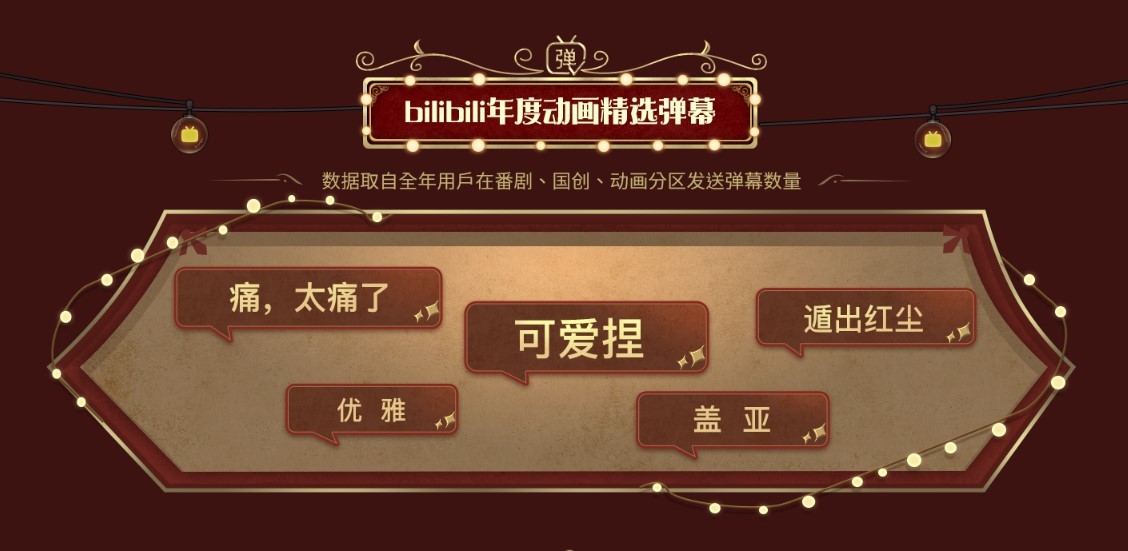 弹
bilibili年度动画精选弹幕
数据取自全年用戶在番剧、国创、动画分区发送弹幕数量
痛，太痛了
可爱捏
遁出红尘
优 雅
盖 亚